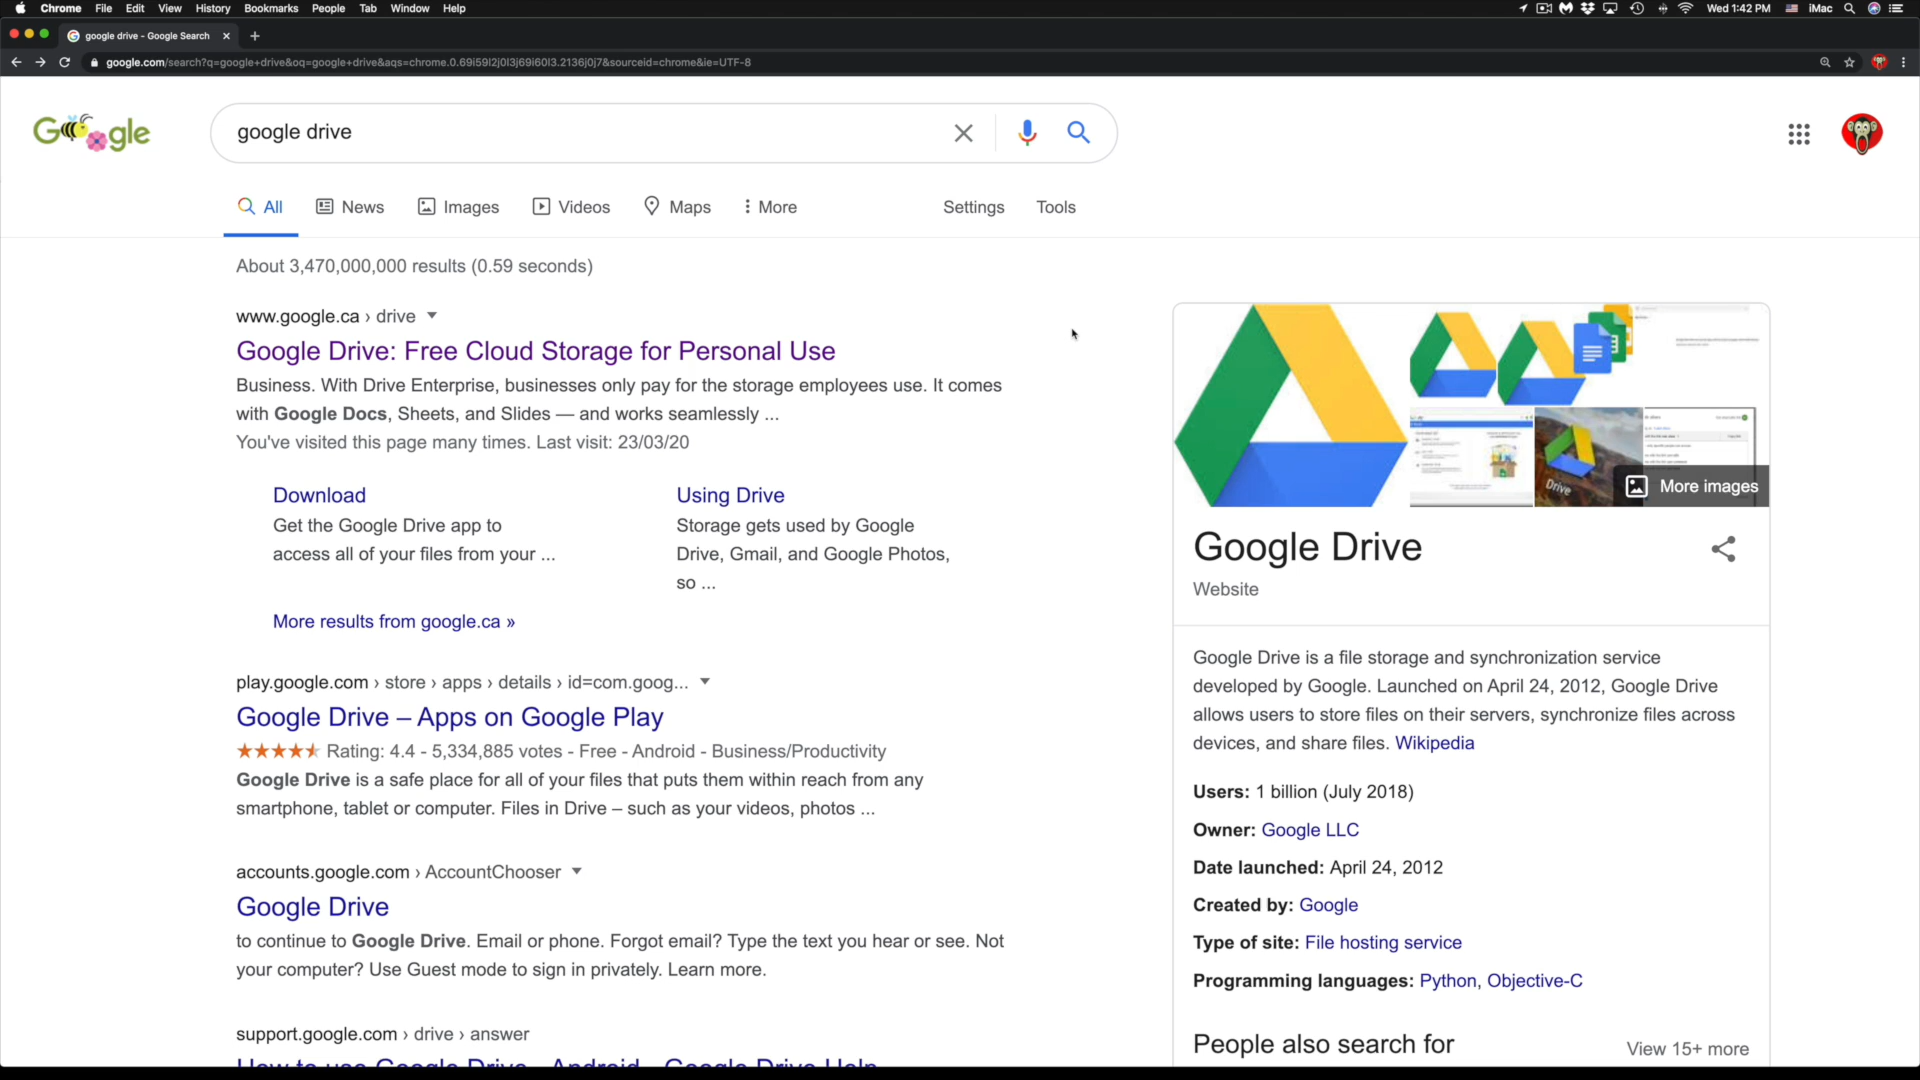 Chrome File Edit View History Bookmarks People Tab Window Help
Wed 1:42 PM iMac
google drive - Google Search
google.com/search?q=google+drive&oq=google+drive&aqs=chrome.0.69i59l2j0l3j69i60l3.2136j0j7&sourceid=chrome&ie=UTF-8
Google
google drive
All News Images Videos Maps More Settings Tools
About 3,470,000,000 results (0.59 seconds)
www.google.ca › drive
Google Drive: Free Cloud Storage for Personal Use
Business. With Drive Enterprise, businesses only pay for the storage employees use. It comes
with Google Docs, Sheets, and Slides — and works seamlessly ...
You've visited this page many times. Last visit: 23/03/20
Download
Get the Google Drive app to
access all of your files from your ...
Using Drive
Storage gets used by Google
Drive, Gmail, and Google Photos,
so ...
More results from google.ca »
play.google.com › store › apps › details › id=com.goog...
Google Drive – Apps on Google Play
Rating: 4.4 - 5,334,885 votes - Free - Android - Business/Productivity
Google Drive is a safe place for all of your files that puts them within reach from any
smartphone, tablet or computer. Files in Drive – such as your videos, photos ...
accounts.google.com › AccountChooser
Google Drive
to continue to Google Drive. Email or phone. Forgot email? Type the text you hear or see. Not
your computer? Use Guest mode to sign in privately. Learn more.
support.google.com › drive › answer
How to use Google Drive - Android - Google Drive Help
Drive
More images
Google Drive
Website
Google Drive is a file storage and synchronization service
developed by Google. Launched on April 24, 2012, Google Drive
allows users to store files on their servers, synchronize files across
devices, and share files. Wikipedia
Users: 1 billion (July 2018)
Owner: Google LLC
Date launched: April 24, 2012
Created by: Google
Type of site: File hosting service
Programming languages: Python, Objective-C
People also search for
View 15+ more